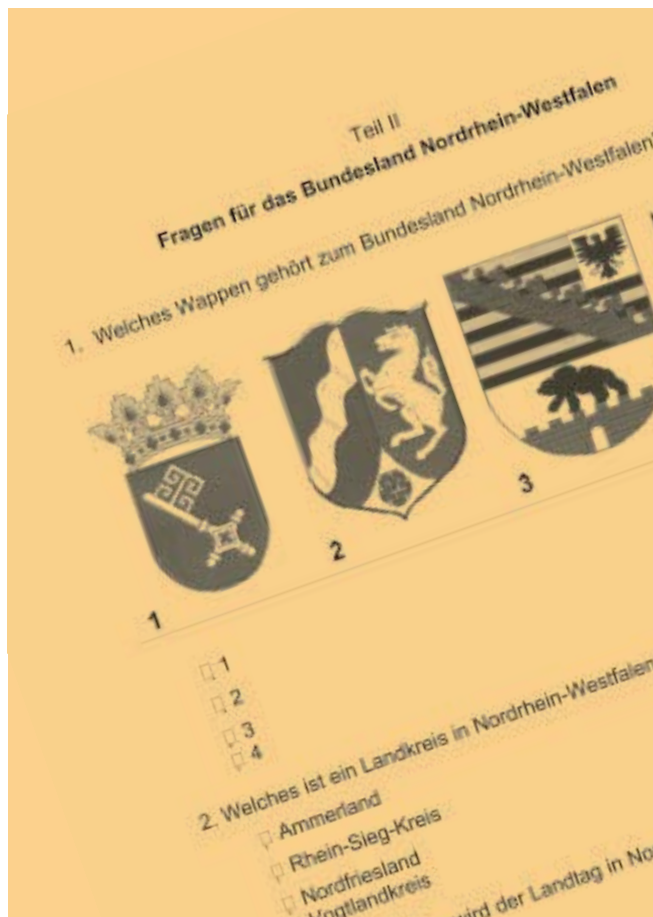 Teil II
Fragen für das Bundesland Nordrhein-Westfalen
1. Welches Wappen gehört zum Bundesland Nordrhein-Westfalen
1
2
3
1
2
3
4
2. Welches ist ein Landkreis in Nordrhein-Westfalen
Ammerland
Rhein-Sieg-Kreis
Nordfriesland
Vogtlandkreis
wird der Landtag in No